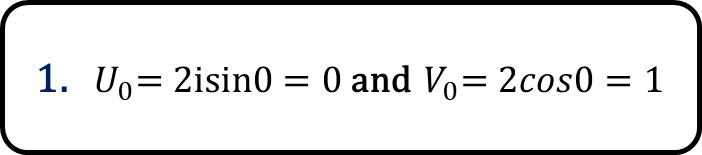 1. U₀= 2isin0 = 0 and V₀= 2cos0 = 1